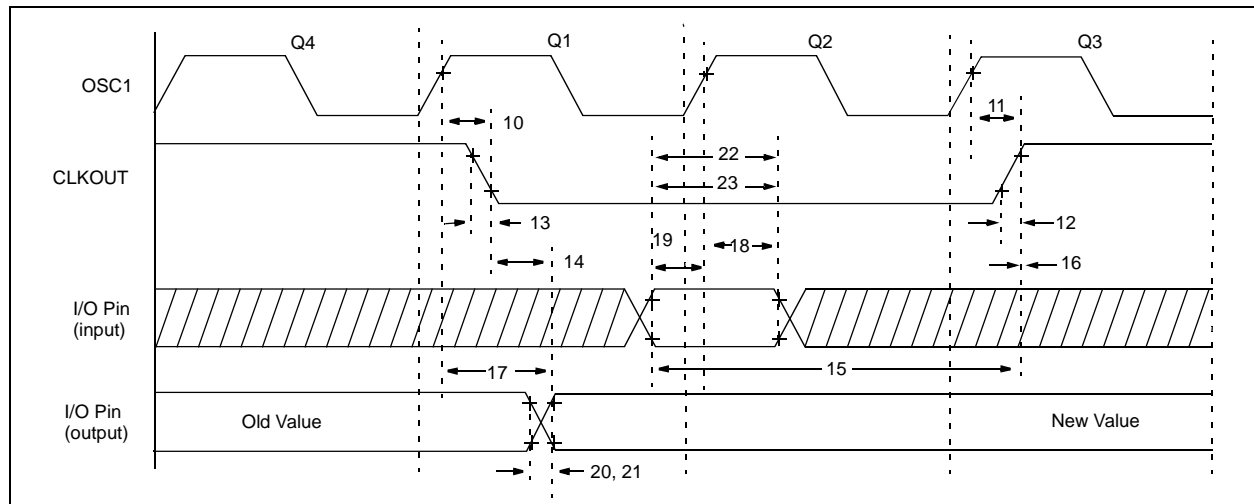 Q4
Q1
Q2
Q3
OSC1
10
11
22
CLKOUT
23
13
12
19
18
14
16
I/O Pin
(input)
17
15
I/O Pin
(output)
Old Value
New Value
20, 21